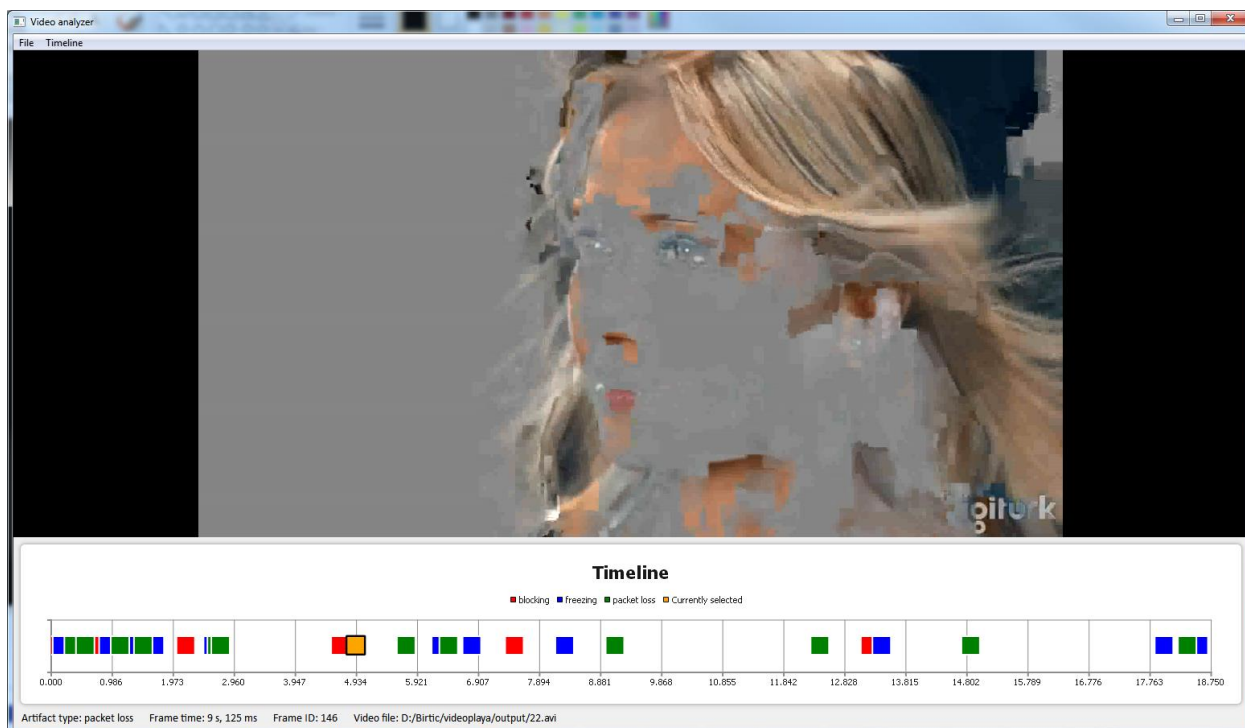 Video analyzer
File Timeline
giturk
Timeline
blocking freezing packet loss Currently selected
0.000 0.986 1.973 2.960 3.947 4.934 5.921 6.907 7.894 8.881 9.868 10.855 11.842 12.828 13.815 14.802 15.789 16.776 17.763 18.750
Artifact type: packet loss Frame time: 9 s, 125 ms Frame ID: 146 Video file: D:/Birtic/videoplaya/output/22.avi